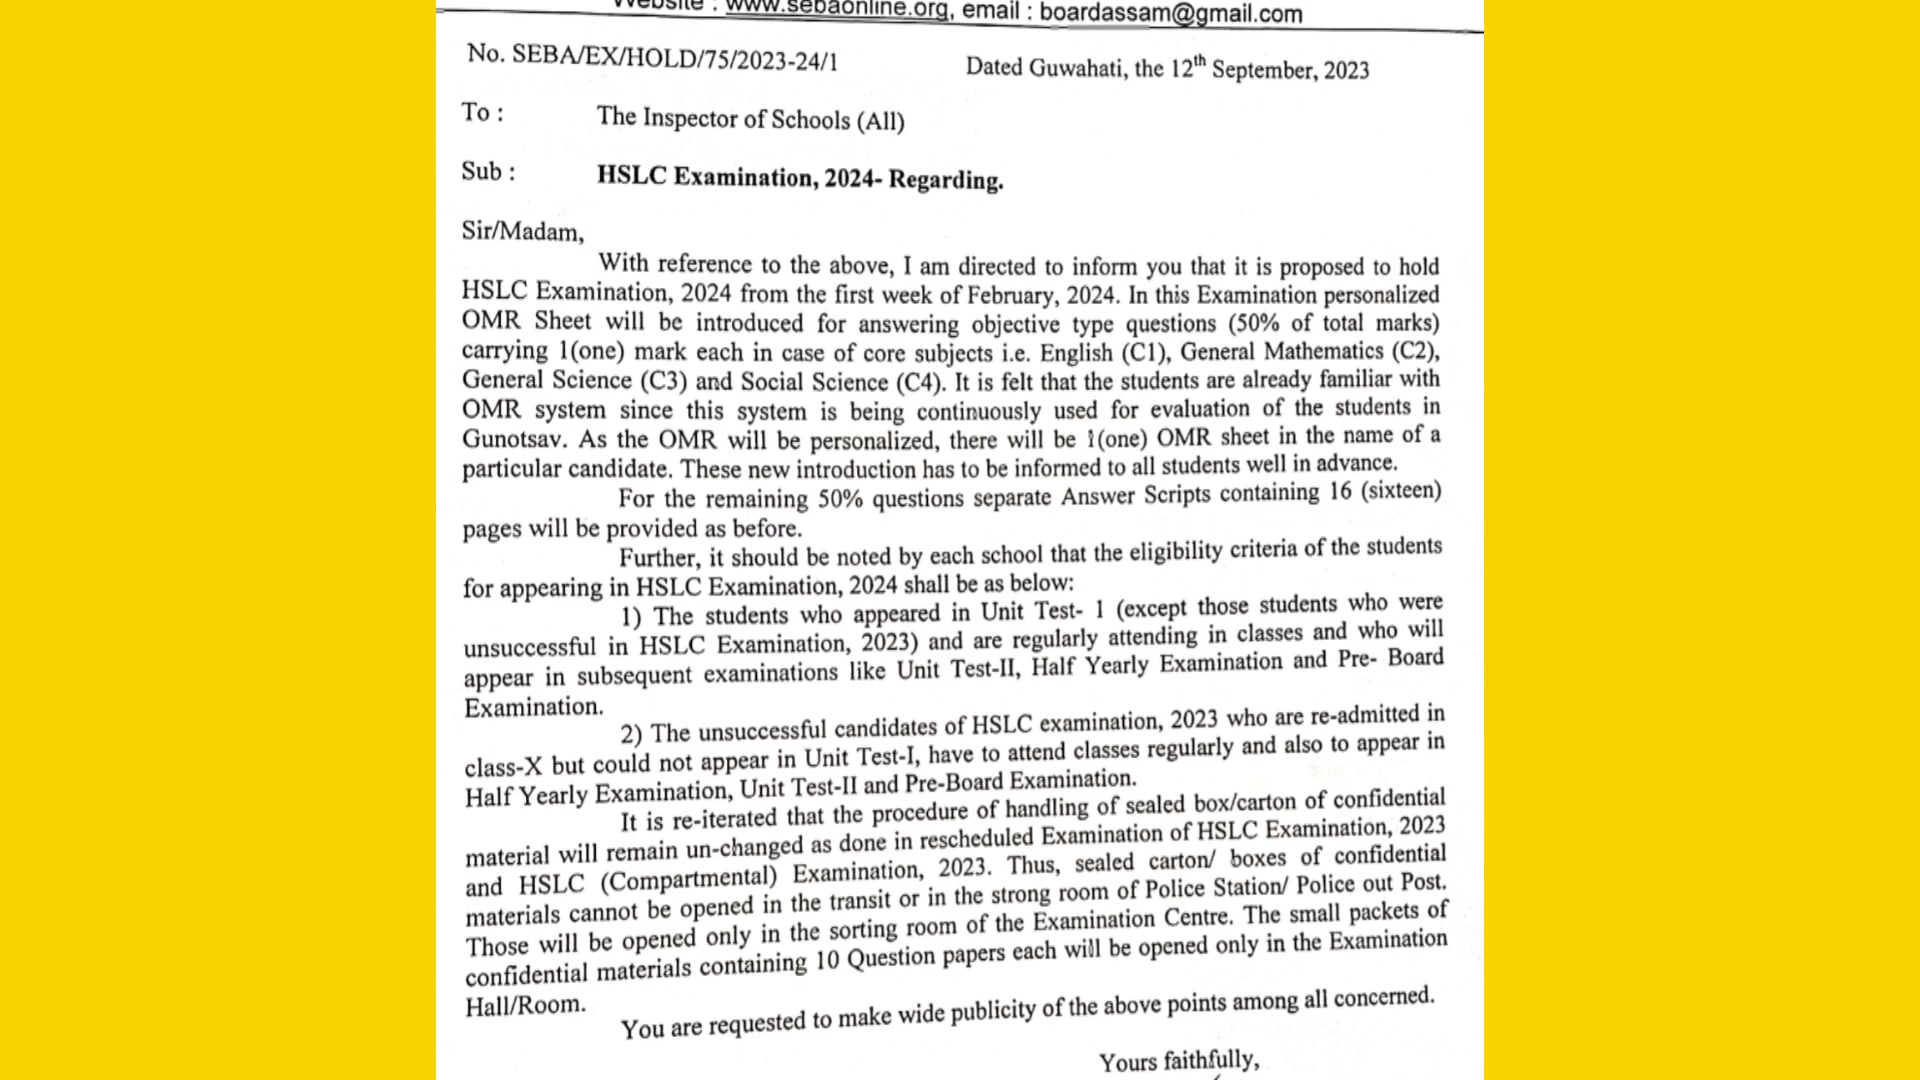 Website : www.sebaonline.org, email : boardassam@gmail.com
No. SEBA/EX/HOLD/75/2023-24/1 Dated Guwahati, the 12th September, 2023
To : The Inspector of Schools (All)
Sub : HSLC Examination, 2024- Regarding.
Sir/Madam,
With reference to the above, I am directed to inform you that it is proposed to hold
HSLC Examination, 2024 from the first week of February, 2024. In this Examination personalized
OMR Sheet will be introduced for answering objective type questions (50% of total marks)
carrying 1(one) mark each in case of core subjects i.e. English (C1), General Mathematics (C2),
General Science (C3) and Social Science (C4). It is felt that the students are already familiar with
OMR system since this system is being continuously used for evaluation of the students in
Gunotsav. As the OMR will be personalized, there will be 1(one) OMR sheet in the name of a
particular candidate. These new introduction has to be informed to all students well in advance.
For the remaining 50% questions separate Answer Scripts containing 16 (sixteen)
pages will be provided as before.
Further, it should be noted by each school that the eligibility criteria of the students
for appearing in HSLC Examination, 2024 shall be as below:
1) The students who appeared in Unit Test- 1 (except those students who were
unsuccessful in HSLC Examination, 2023) and are regularly attending in classes and who will
appear in subsequent examinations like Unit Test-II, Half Yearly Examination and Pre- Board
Examination.
2) The unsuccessful candidates of HSLC examination, 2023 who are re-admitted in
class-X but could not appear in Unit Test-I, have to attend classes regularly and also to appear in
Half Yearly Examination, Unit Test-II and Pre-Board Examination.
It is re-iterated that the procedure of handling of sealed box/carton of confidential
material will remain un-changed as done in rescheduled Examination of HSLC Examination, 2023
and HSLC (Compartmental) Examination, 2023. Thus, sealed carton/ boxes of confidential
materials cannot be opened in the transit or in the strong room of Police Station/ Police out Post.
Those will be opened only in the sorting room of the Examination Centre. The small packets of
confidential materials containing 10 Question papers each will be opened only in the Examination
Hall/Room.
You are requested to make wide publicity of the above points among all concerned.
Yours faithfully,